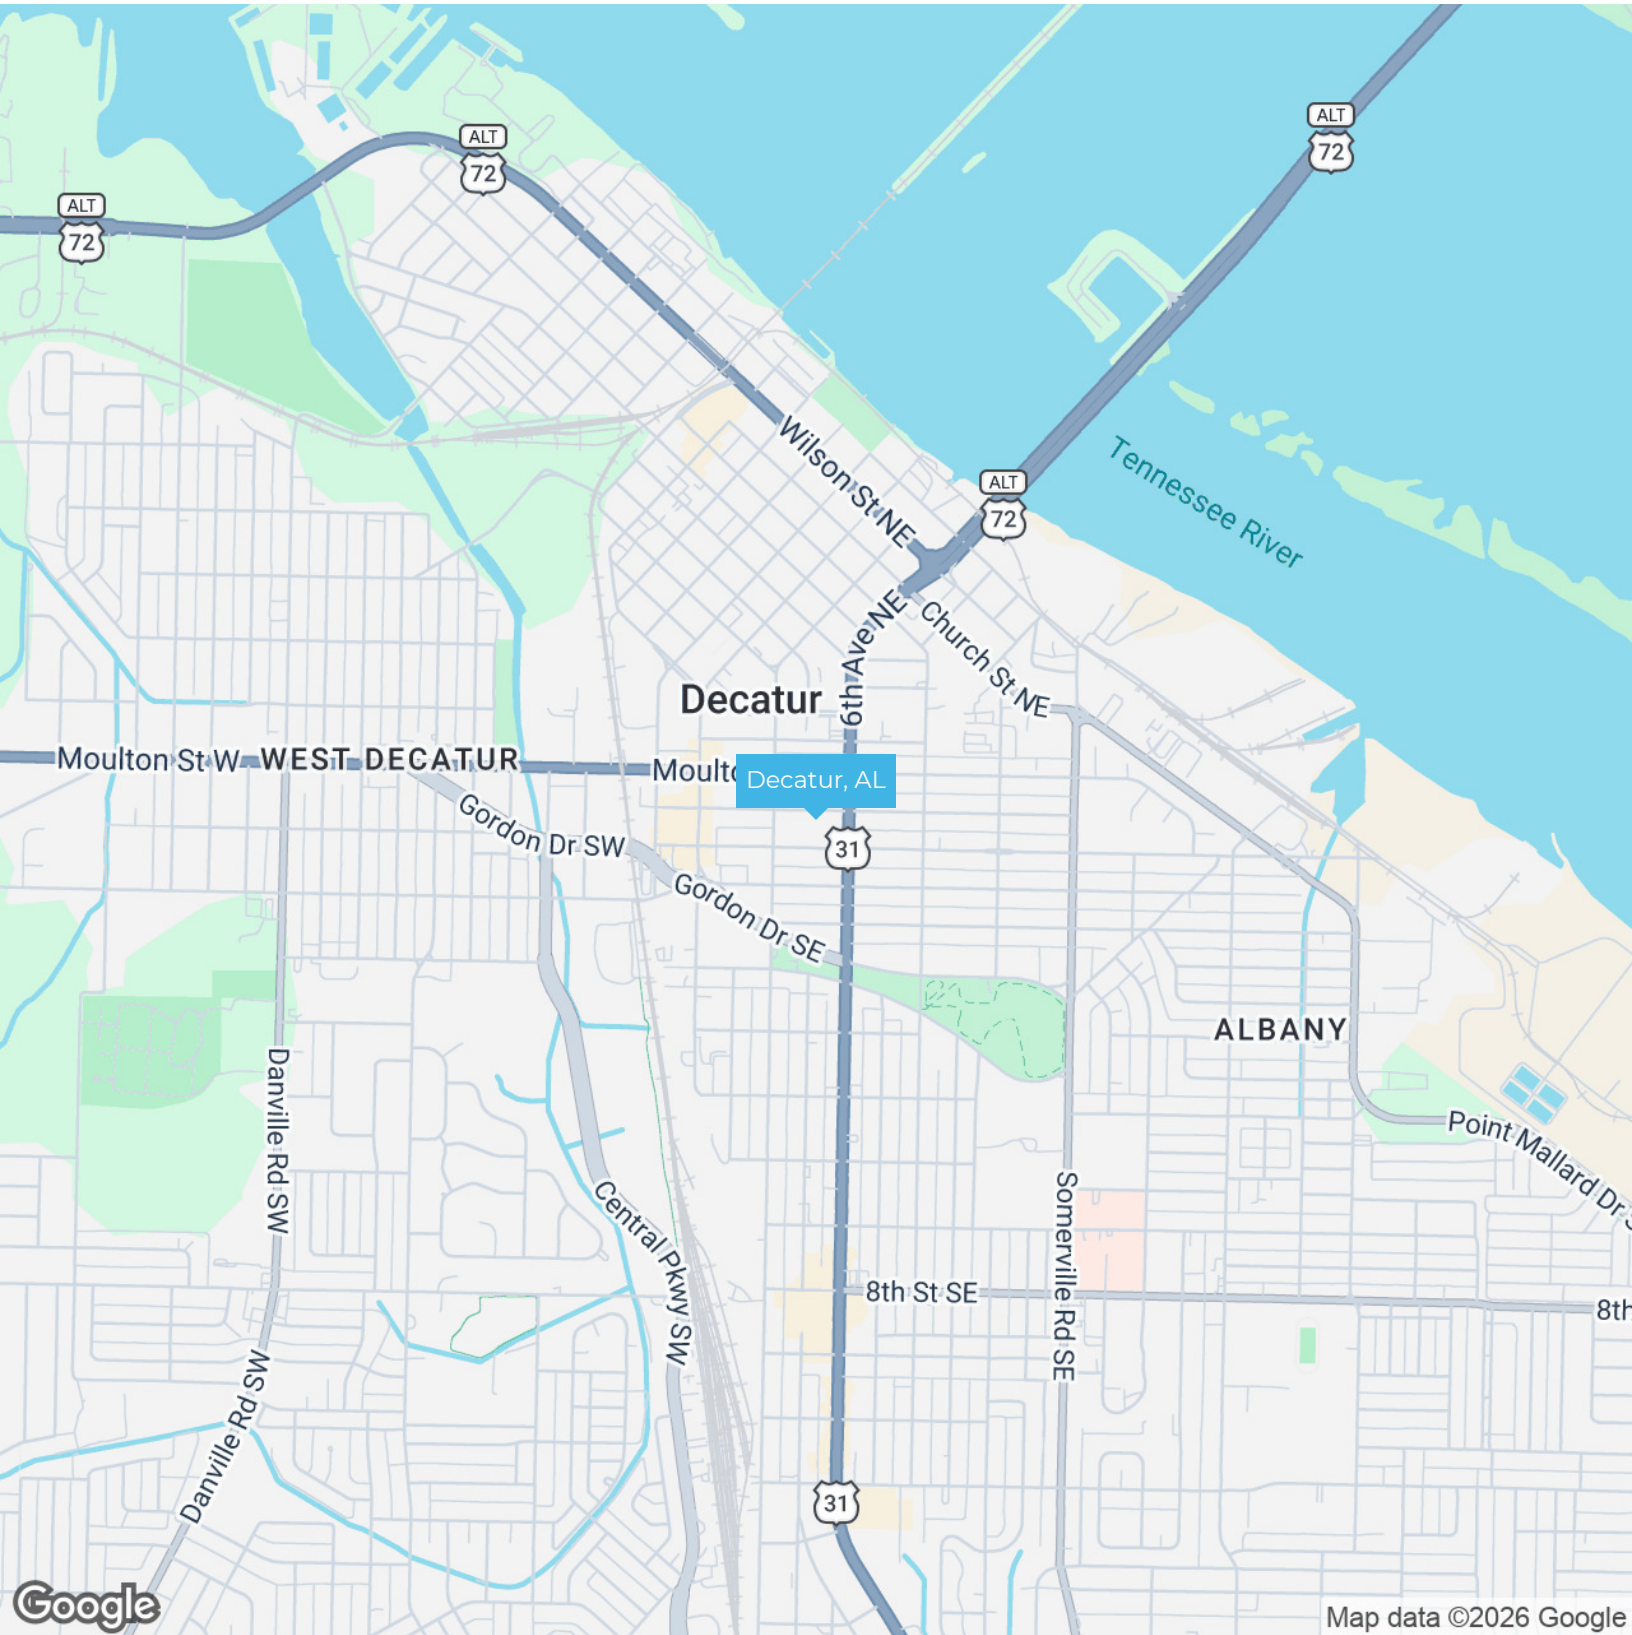 ALT
72
ALT
72
ALT
72
Wilson St NE
ALT
72
Tennessee River
6th Ave NE
Church St NE
Decatur
Moulton St W
WEST DECATUR
Decatur, AL
Gordon Dr SW
31
Gordon Dr SE
ALBANY
Danville Rd SW
Point Mallard Dr
Central Pkwy SW
Somerville Rd SE
8th St SE
8th
Danville Rd SW
31
Google
Map data ©2026 Google